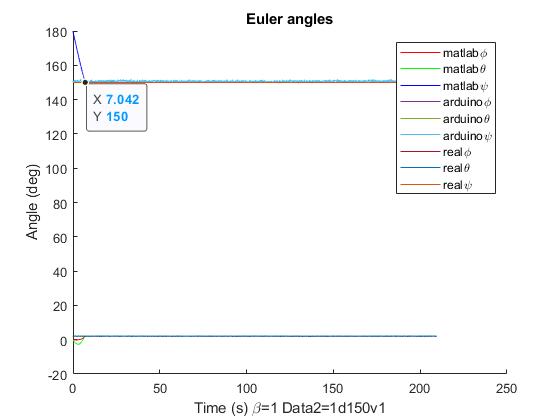 Euler angles
180
160
140
120
100
80
60
40
20
0
-20
Angle (deg)
X 7.042
Y 150
matlab ϕ
matlab θ
matlab ψ
arduino ϕ
arduino θ
arduino ψ
real ϕ
real θ
real ψ
0
50
100
150
200
250
Time (s) β=1 Data2=1d150v1